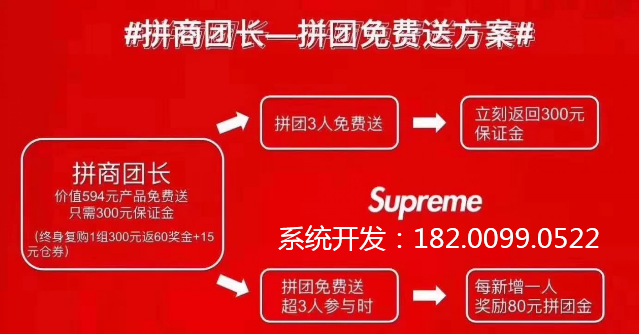 #拼商团长—拼团免费送方案#
拼团3人免费送
立刻返回300元
保证金
拼商团长
价值594元产品免费送
只需300元保证金
（终身复购1组300元返60奖金+15
元仓券）
Supreme
系统开发：182.0099.0522
拼团免费送
超3人参与时
每新增一人
奖励80元拼团金